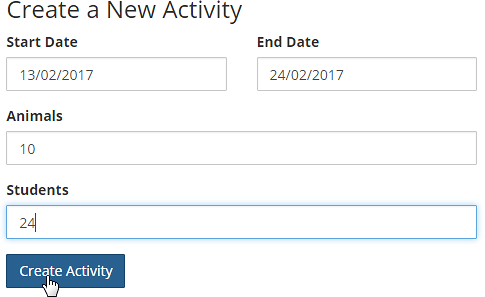 Create a New Activity
Start Date End Date
13/02/2017 24/02/2017
Animals
10
Students
24
Create Activity